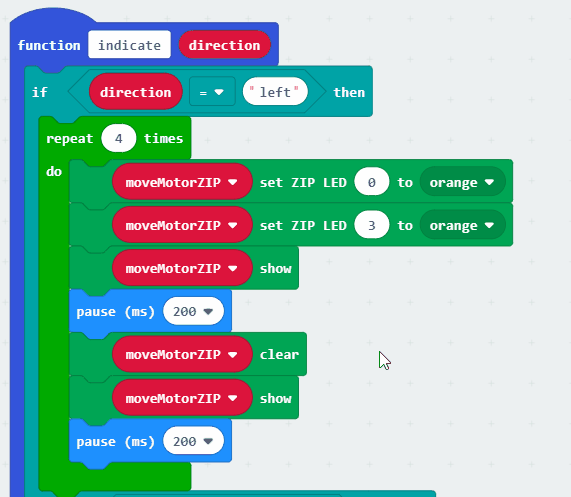 function indicate direction
if direction = "left" then
repeat 4 times
do
moveMotorZIP set ZIP LED 0 to orange
moveMotorZIP set ZIP LED 3 to orange
moveMotorZIP show
pause (ms) 200
moveMotorZIP clear
moveMotorZIP show
pause (ms) 200